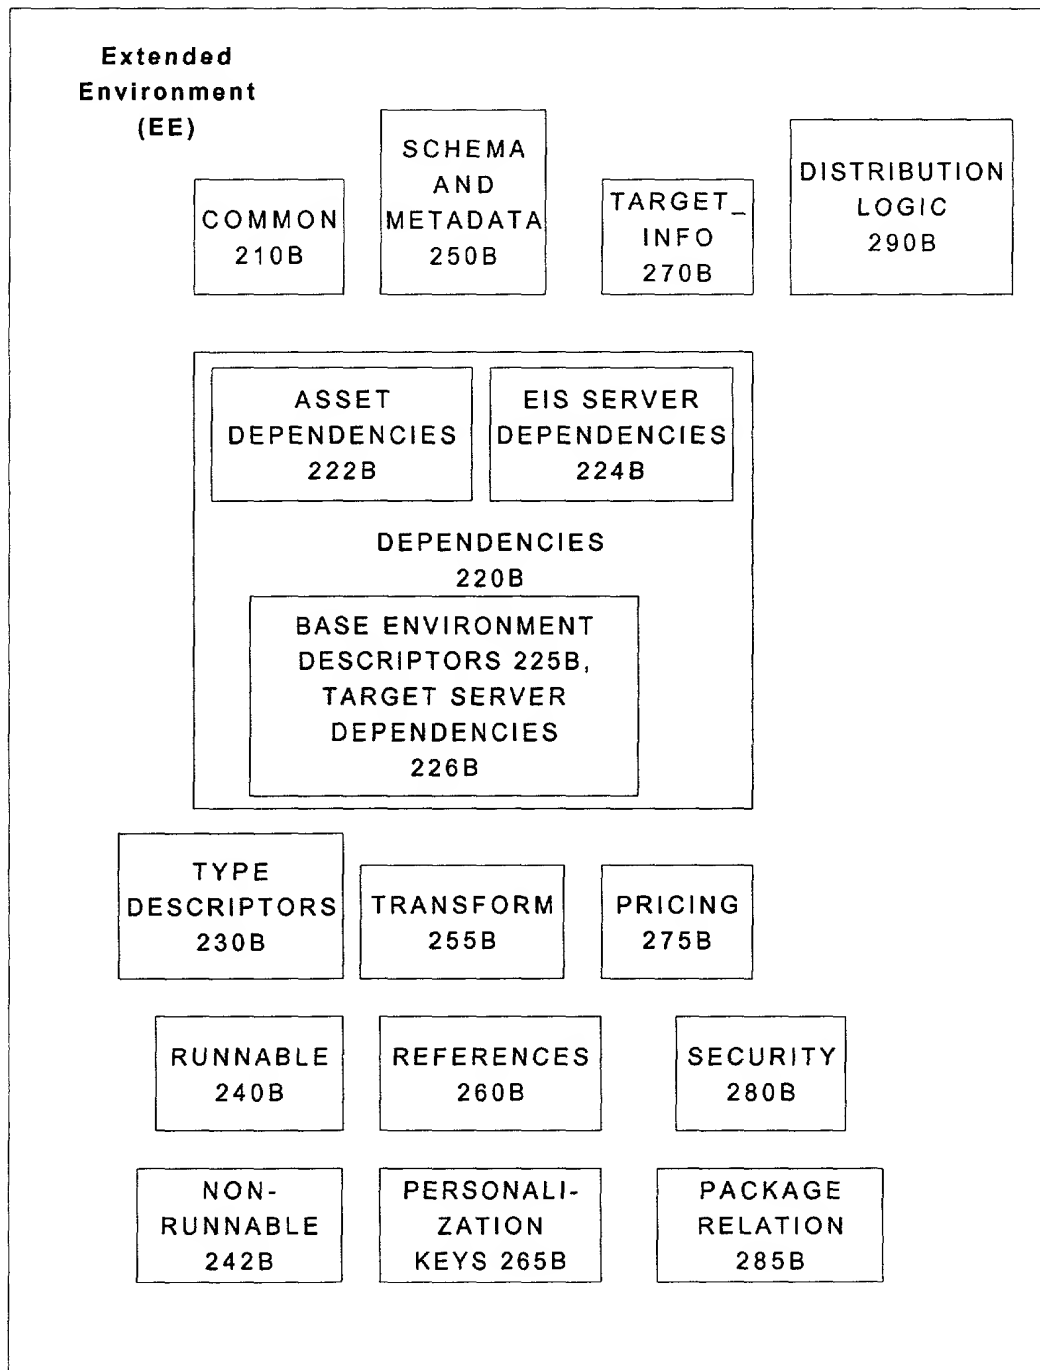 Extended
Environment
(EE)
COMMON
210B
SCHEMA
AND
METADATA
250B
TARGET_
INFO
270B
DISTRIBUTION
LOGIC
290B
ASSET
DEPENDENCIES
222B
EIS SERVER
DEPENDENCIES
224B
DEPENDENCIES
220B
BASE ENVIRONMENT
DESCRIPTORS 225B,
TARGET SERVER
DEPENDENCIES
226B
TYPE
DESCRIPTORS
230B
TRANSFORM
255B
PRICING
275B
RUNNABLE
240B
REFERENCES
260B
SECURITY
280B
NON-
RUNNABLE
242B
PERSONALI-
ZATION
KEYS 265B
PACKAGE
RELATION
285B